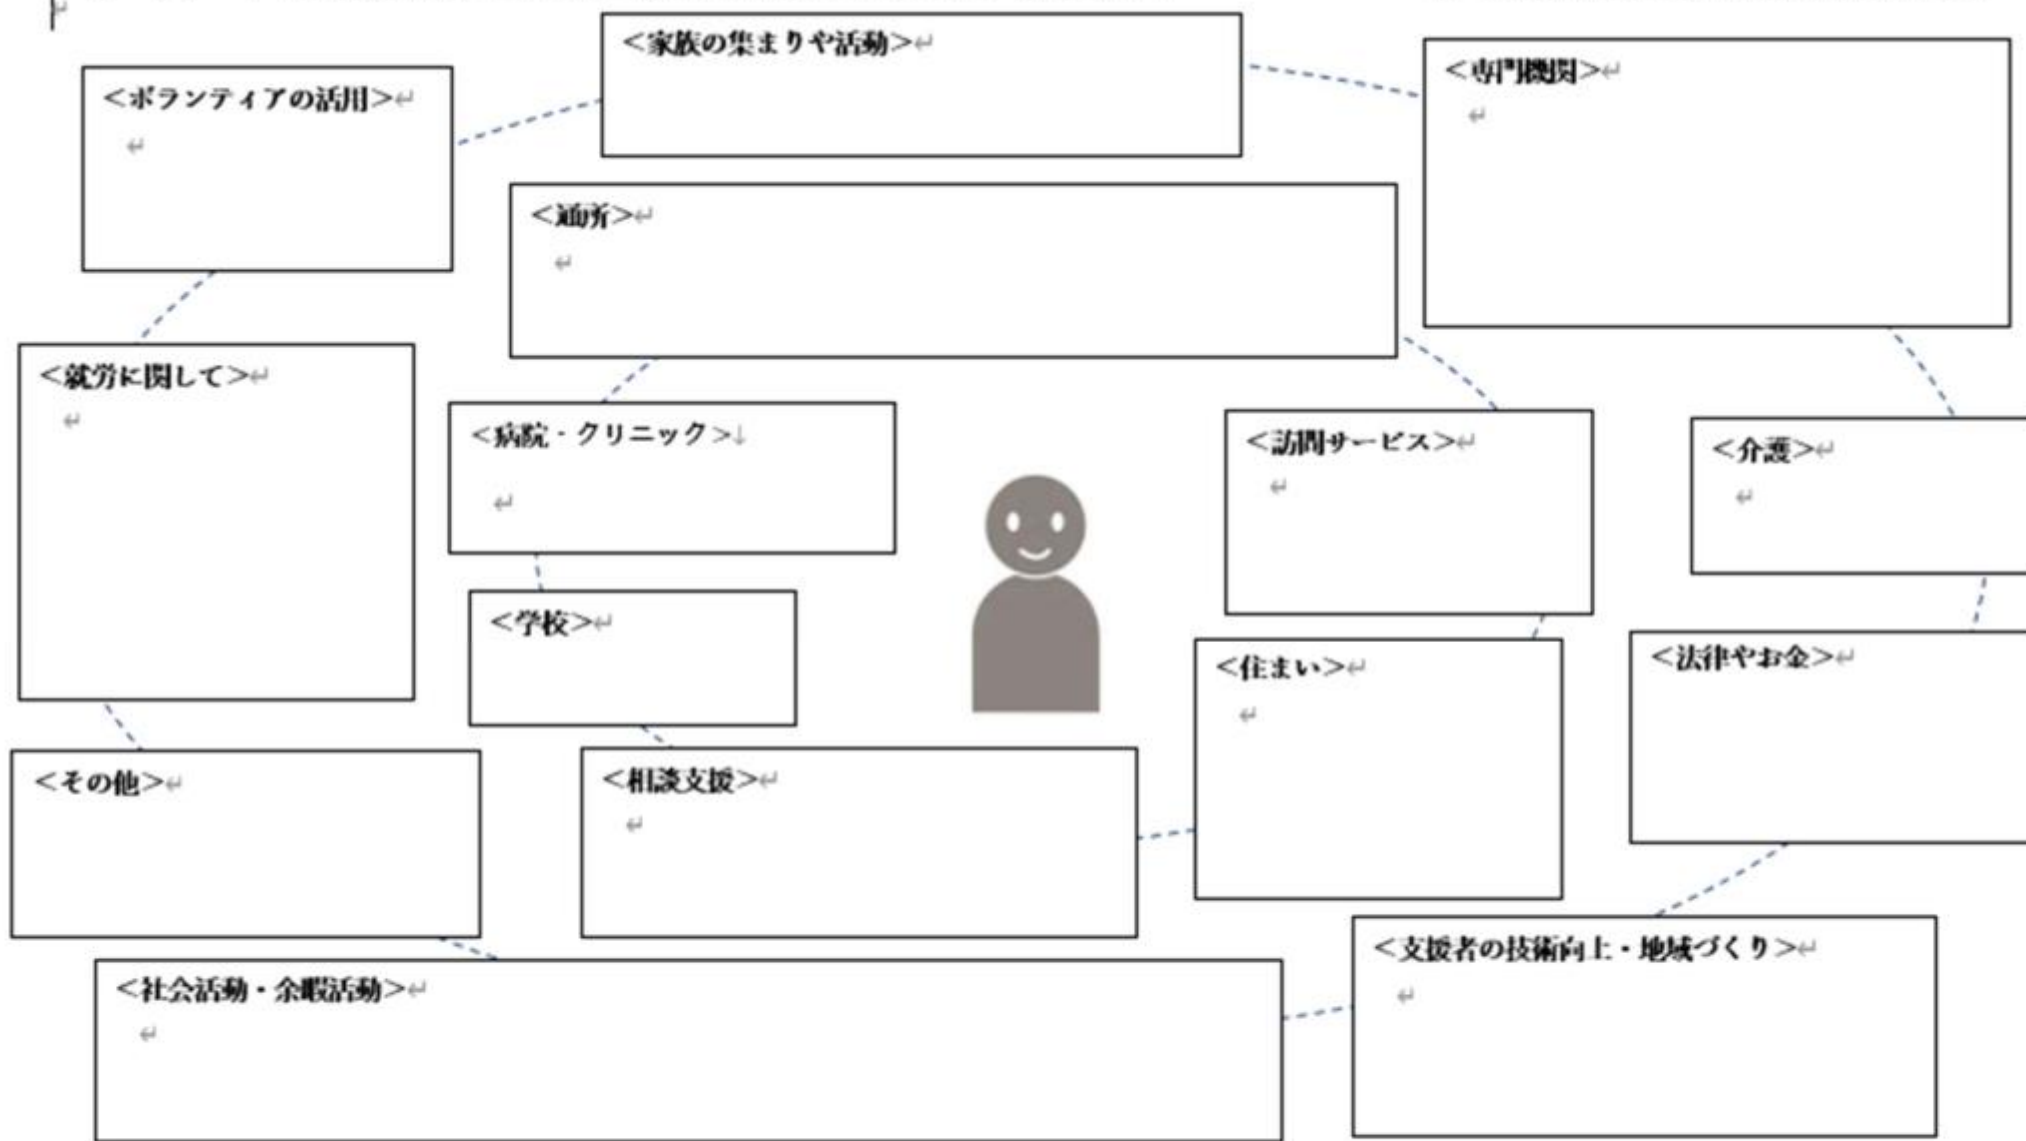 <家族の集まりや活動>
<専門機関>
<ボランティアの活用>
<通所>
<就労に関して>
<病院・クリニック>
<訪問サービス>
<介護>
<学校>
<住まい>
<法律やお金>
<その他>
<相談支援>
<支援者の技術向上・地域づくり>
<社会活動・余暇活動>